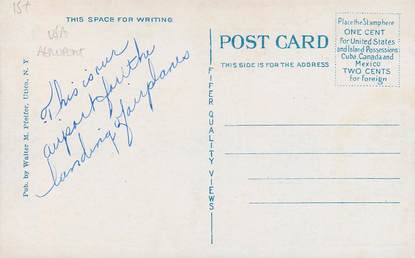 15+
THIS SPACE FOR WRITING
USA
AEROPORT
This is our
airport for the
landing of airplanes
Pub. by Walter M. Pfeifer, Utica, N. Y.
POST CARD
THIS SIDE IS FOR THE ADDRESS
FIFER QUALITY VIEWS
Place the Stamp here
ONE CENT
For United States
and Island Possessions
Cuba, Canada and
Mexico
TWO CENTS
for Foreign